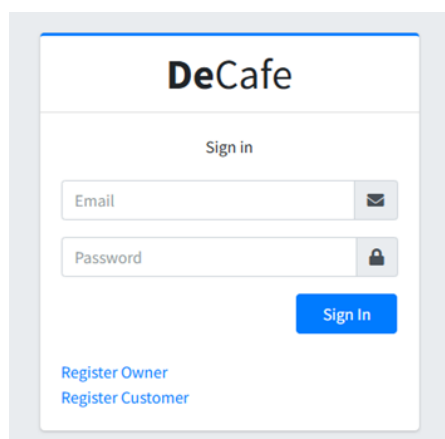 DeCafe
Sign in
Email
Password
Sign In
Register Owner
Register Customer